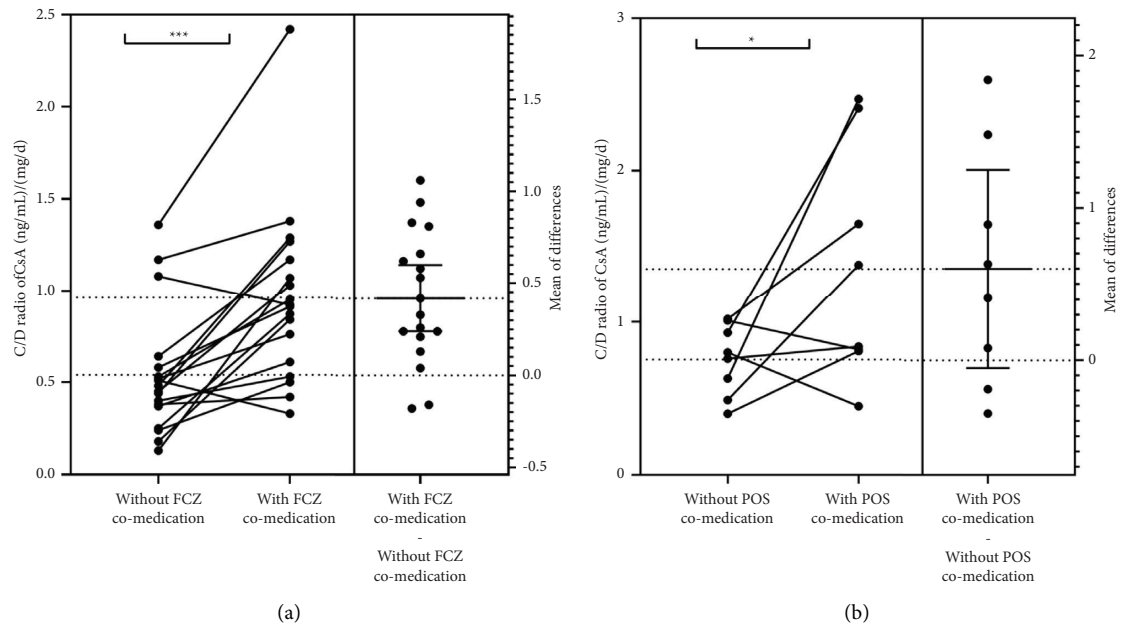 2.5
2.0
1.5
1.0
0.5
0.0
C/D radio ofCsA (ng/mL)/(mg/d)
***
1.5
1.0
0.5
0.0
-0.5
Mean of differences
Without FCZ
co-medication
With FCZ
co-medication
With FCZ
co-medication
-
Without FCZ
co-medication
(a)
3
2
1
0
C/D radio of CsA (ng/mL)/(mg/d)
*
2
1
0
Mean of differences
Without POS
co-medication
With POS
co-medication
With POS
co-medication
-
Without POS
co-medication
(b)